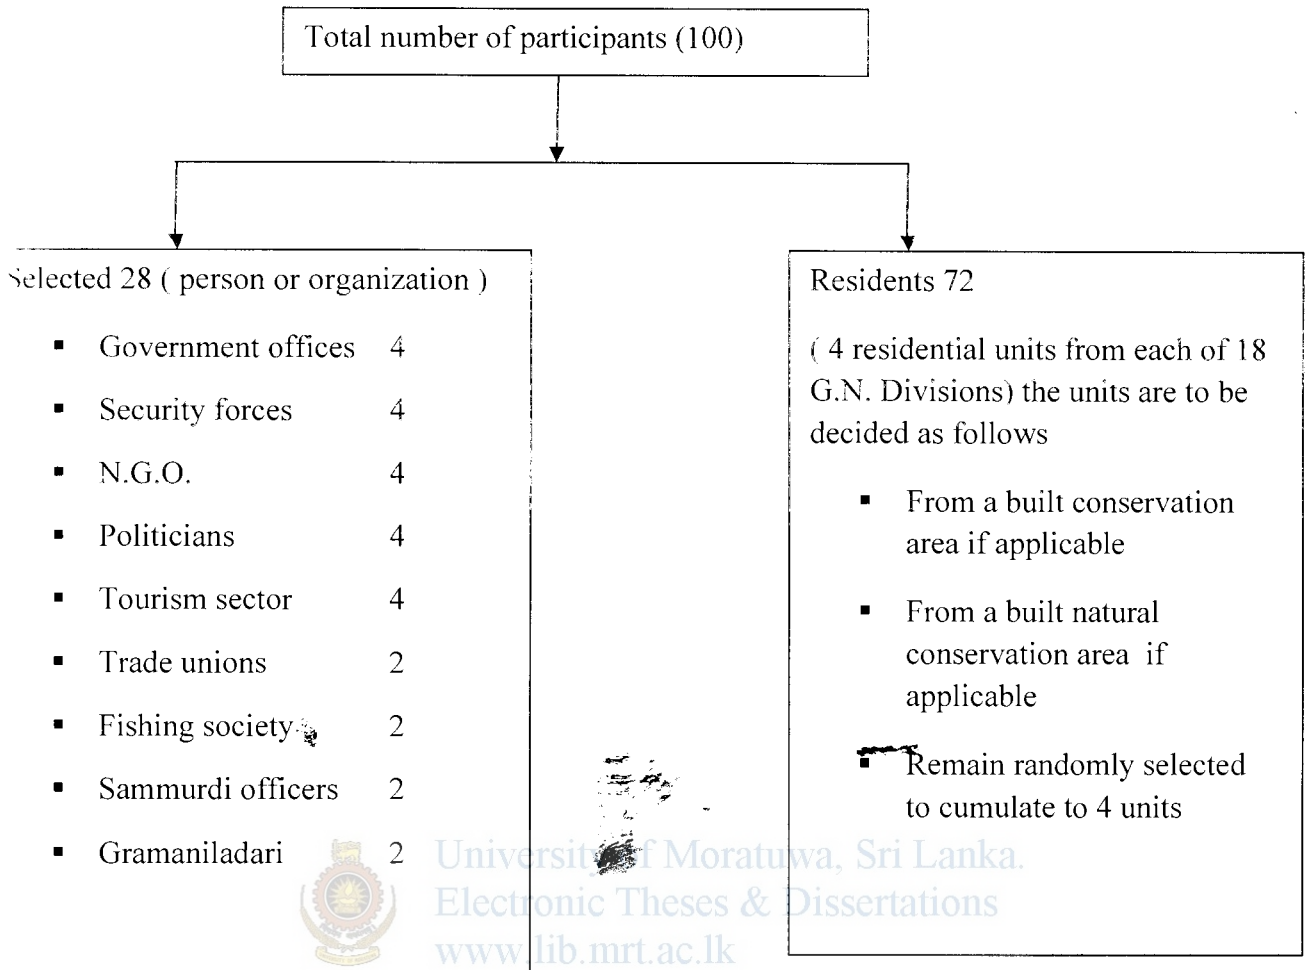 Total number of participants (100)
Selected 28 ( person or organization )
▪ Government offices 4
▪ Security forces 4
▪ N.G.O. 4
▪ Politicians 4
▪ Tourism sector 4
▪ Trade unions 2
▪ Fishing society 2
▪ Sammurdi officers 2
▪ Gramaniladari 2
Residents 72
( 4 residential units from each of 18
G.N. Divisions) the units are to be
decided as follows
▪ From a built conservation
area if applicable
▪ From a built natural
conservation area if
applicable
▪ Remain randomly selected
to cumulate to 4 units
University of Moratuwa, Sri Lanka.
Electronic Theses & Dissertations
www.lib.mrt.ac.lk